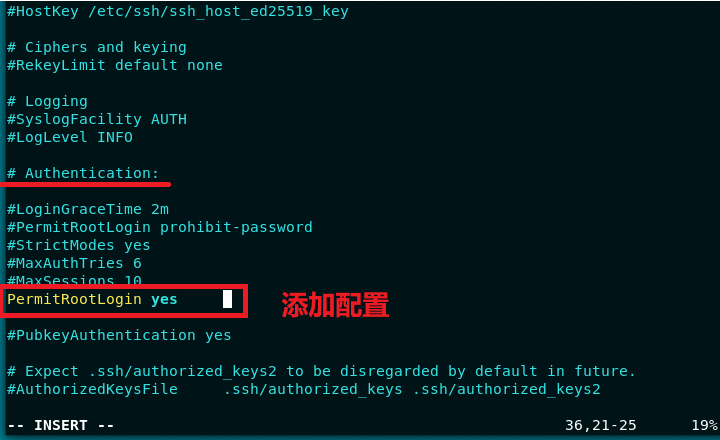 #HostKey /etc/ssh/ssh_host_ed25519_key
# Ciphers and keying
#RekeyLimit default none
# Logging
#SyslogFacility AUTH
#LogLevel INFO
# Authentication:
#LoginGraceTime 2m
#PermitRootLogin prohibit-password
#StrictModes yes
#MaxAuthTries 6
#MaxSessions 10
PermitRootLogin yes
添加配置
#PubkeyAuthentication yes
# Expect .ssh/authorized_keys2 to be disregarded by default in future.
#AuthorizedKeysFile     .ssh/authorized_keys .ssh/authorized_keys2
-- INSERT -- 36,21-25 19%